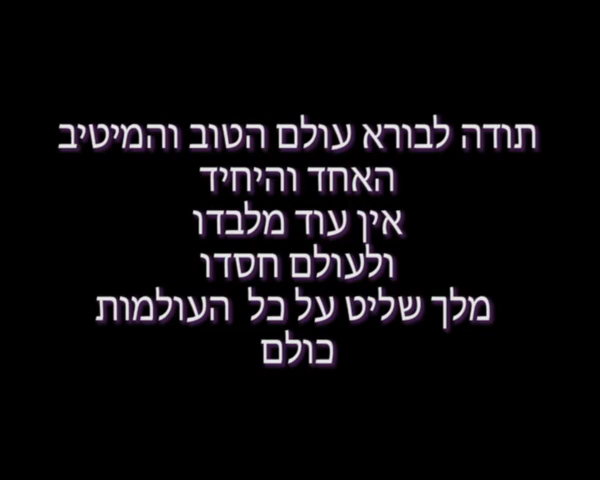 תודה לבורא עולם הטוב והמיטיב
האחד והיחיד
אין עוד מלבדו
ולעולם חסדו
מלך שליט על כל העולמות
כולם